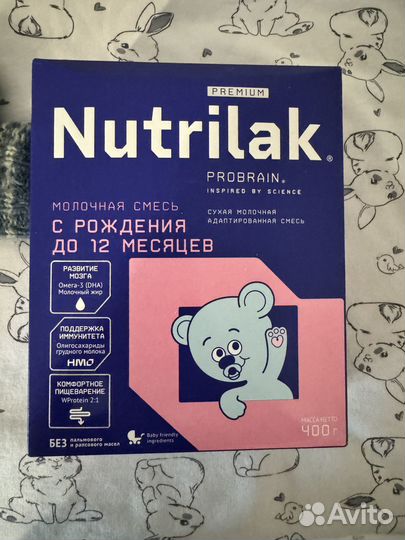 PREMIUM
Nutrilak®
PROBRAIN®
INSPIRED BY SCIENCE
МОЛОЧНАЯ СМЕСЬ
С РОЖДЕНИЯ
ДО 12 МЕСЯЦЕВ
СУХАЯ МОЛОЧНАЯ
АДАПТИРОВАННАЯ СМЕСЬ
РАЗВИТИЕ
МОЗГА
Омега-3 (DHA)
Молочный жир
ПОДДЕРЖКА
ИММУНИТЕТА
Олигосахариды
грудного молока
HMO
КОМФОРТНОЕ
ПИЩЕВАРЕНИЕ
WProtein 2:1
БЕЗ пальмового
и рапсового масел
Baby friendly
ingredients
МАССА НЕТТО
400 г
Avito